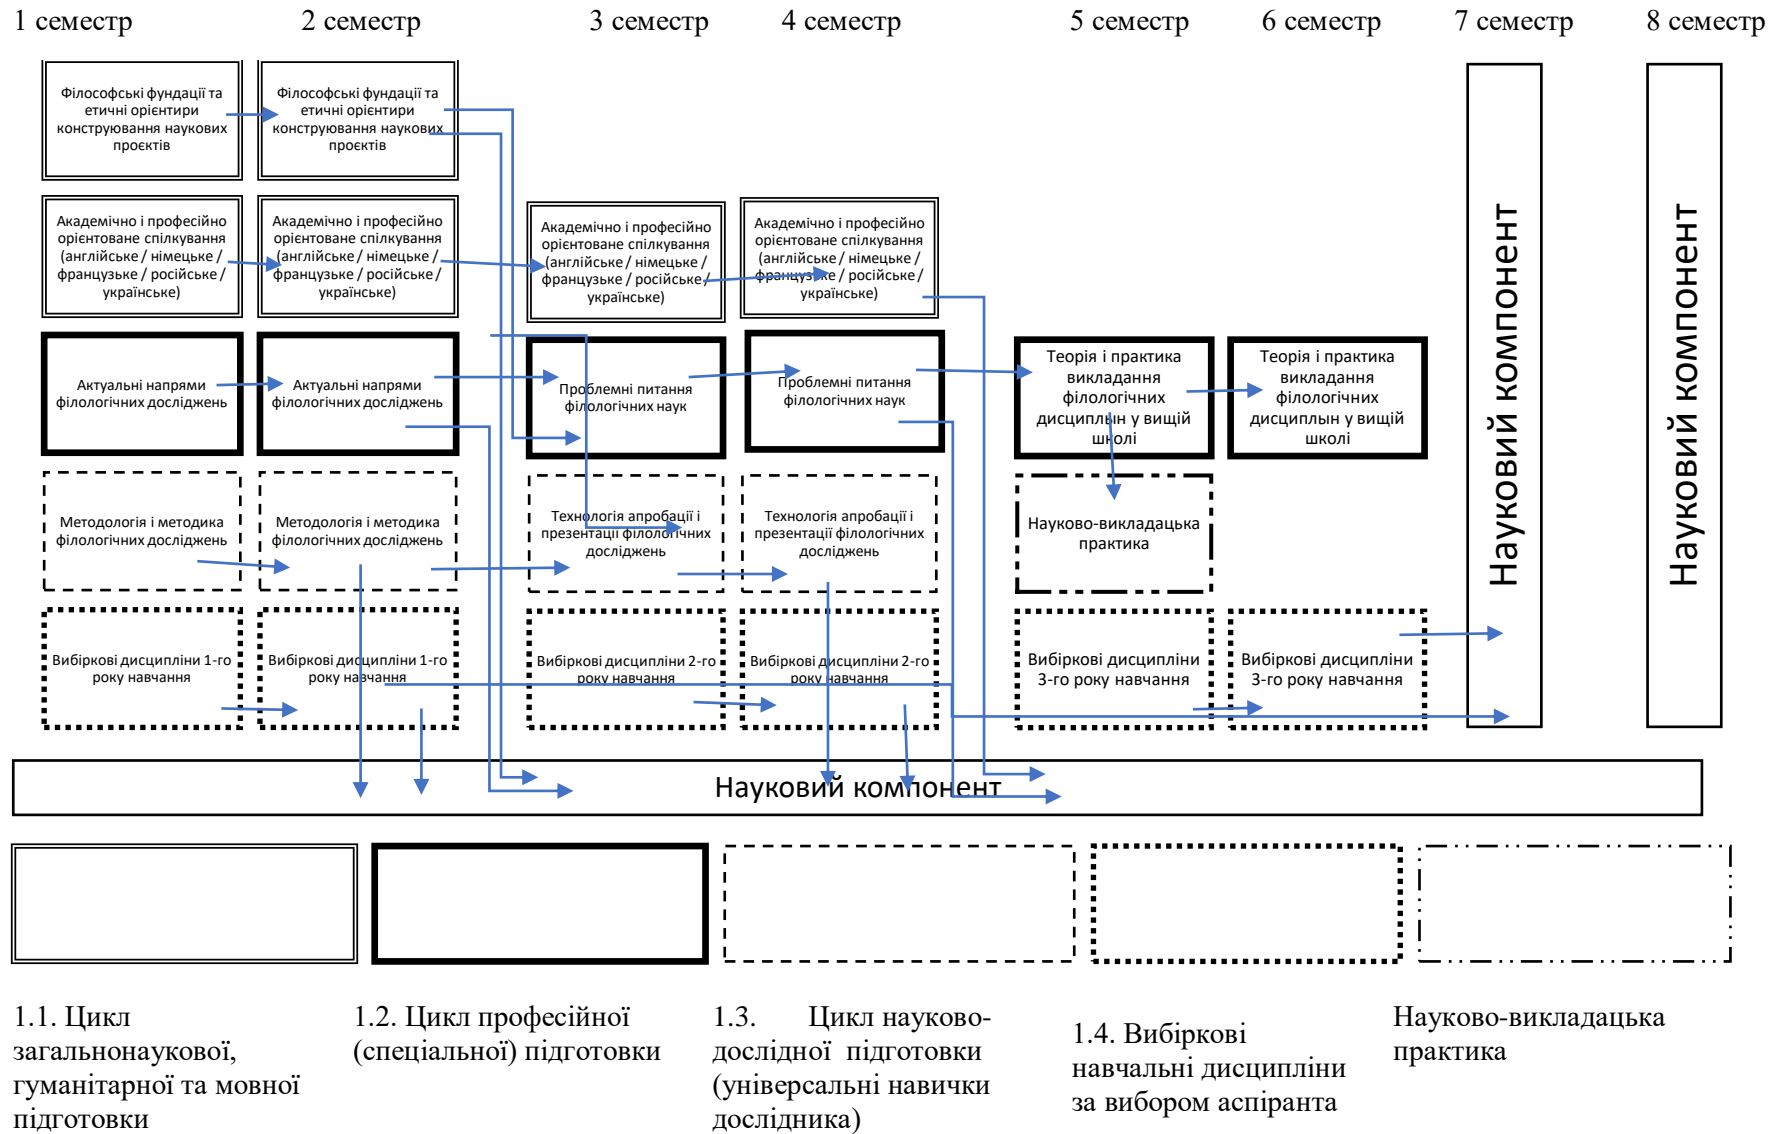 1 семестр 2 семестр 3 семестр 4 семестр 5 семестр 6 семестр 7 семестр 8 семестр
Філософські фундації та
етичні орієнтири
конструювання наукових
проєктів
Філософські фундації та
етичні орієнтири
конструювання наукових
проєктів
Академічно і професійно
орієнтоване спілкування
(англійське / німецьке /
французьке / російське /
українське)
Академічно і професійно
орієнтоване спілкування
(англійське / німецьке /
французьке / російське /
українське)
Академічно і професійно
орієнтоване спілкування
(англійське / німецьке /
французьке / російське /
українське)
Академічно і професійно
орієнтоване спілкування
(англійське / німецьке /
французьке / російське /
українське)
Актуальні напрями
філологічних досліджень
Актуальні напрями
філологічних досліджень
Проблемні питання
філологічних наук
Проблемні питання
філологічних наук
Теорія і практика
викладання
філологічних
дисциплын у вищій
школі
Теорія і практика
викладання
філологічних
дисциплын у вищій
школі
Методологія і методика
філологічних досліджень
Методологія і методика
філологічних досліджень
Технологія апробації і
презентації філологічних
досліджень
Технологія апробації і
презентації філологічних
досліджень
Науково-викладацька
практика
Вибіркові дисципліни 1-го
року навчання
Вибіркові дисципліни 1-го
року навчання
Вибіркові дисципліни 2-го
року навчання
Вибіркові дисципліни 2-го
року навчання
Вибіркові дисципліни
3-го року навчання
Вибіркові дисципліни
3-го року навчання
Науковий компонент
Науковий компонент
Науковий компонент
1.1. Цикл
загальнонаукової,
гуманітарної та мовної
підготовки
1.2. Цикл професійної
(спеціальної) підготовки
1.3. Цикл науково-
дослідної підготовки
(універсальні навички
дослідника)
1.4. Вибіркові
навчальні дисципліни
за вибором аспіранта
Науково-викладацька
практика